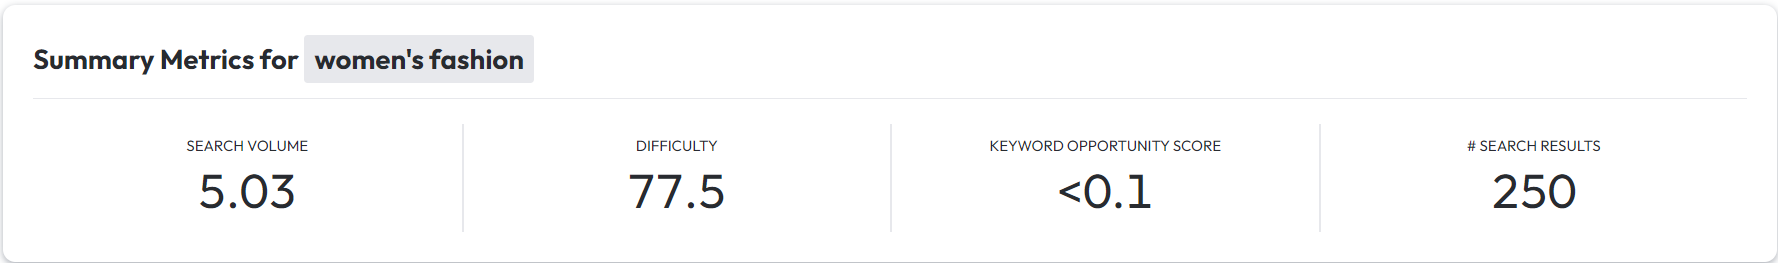 Summary Metrics for women's fashion
SEARCH VOLUME
5.03
DIFFICULTY
77.5
KEYWORD OPPORTUNITY SCORE
<0.1
# SEARCH RESULTS
250